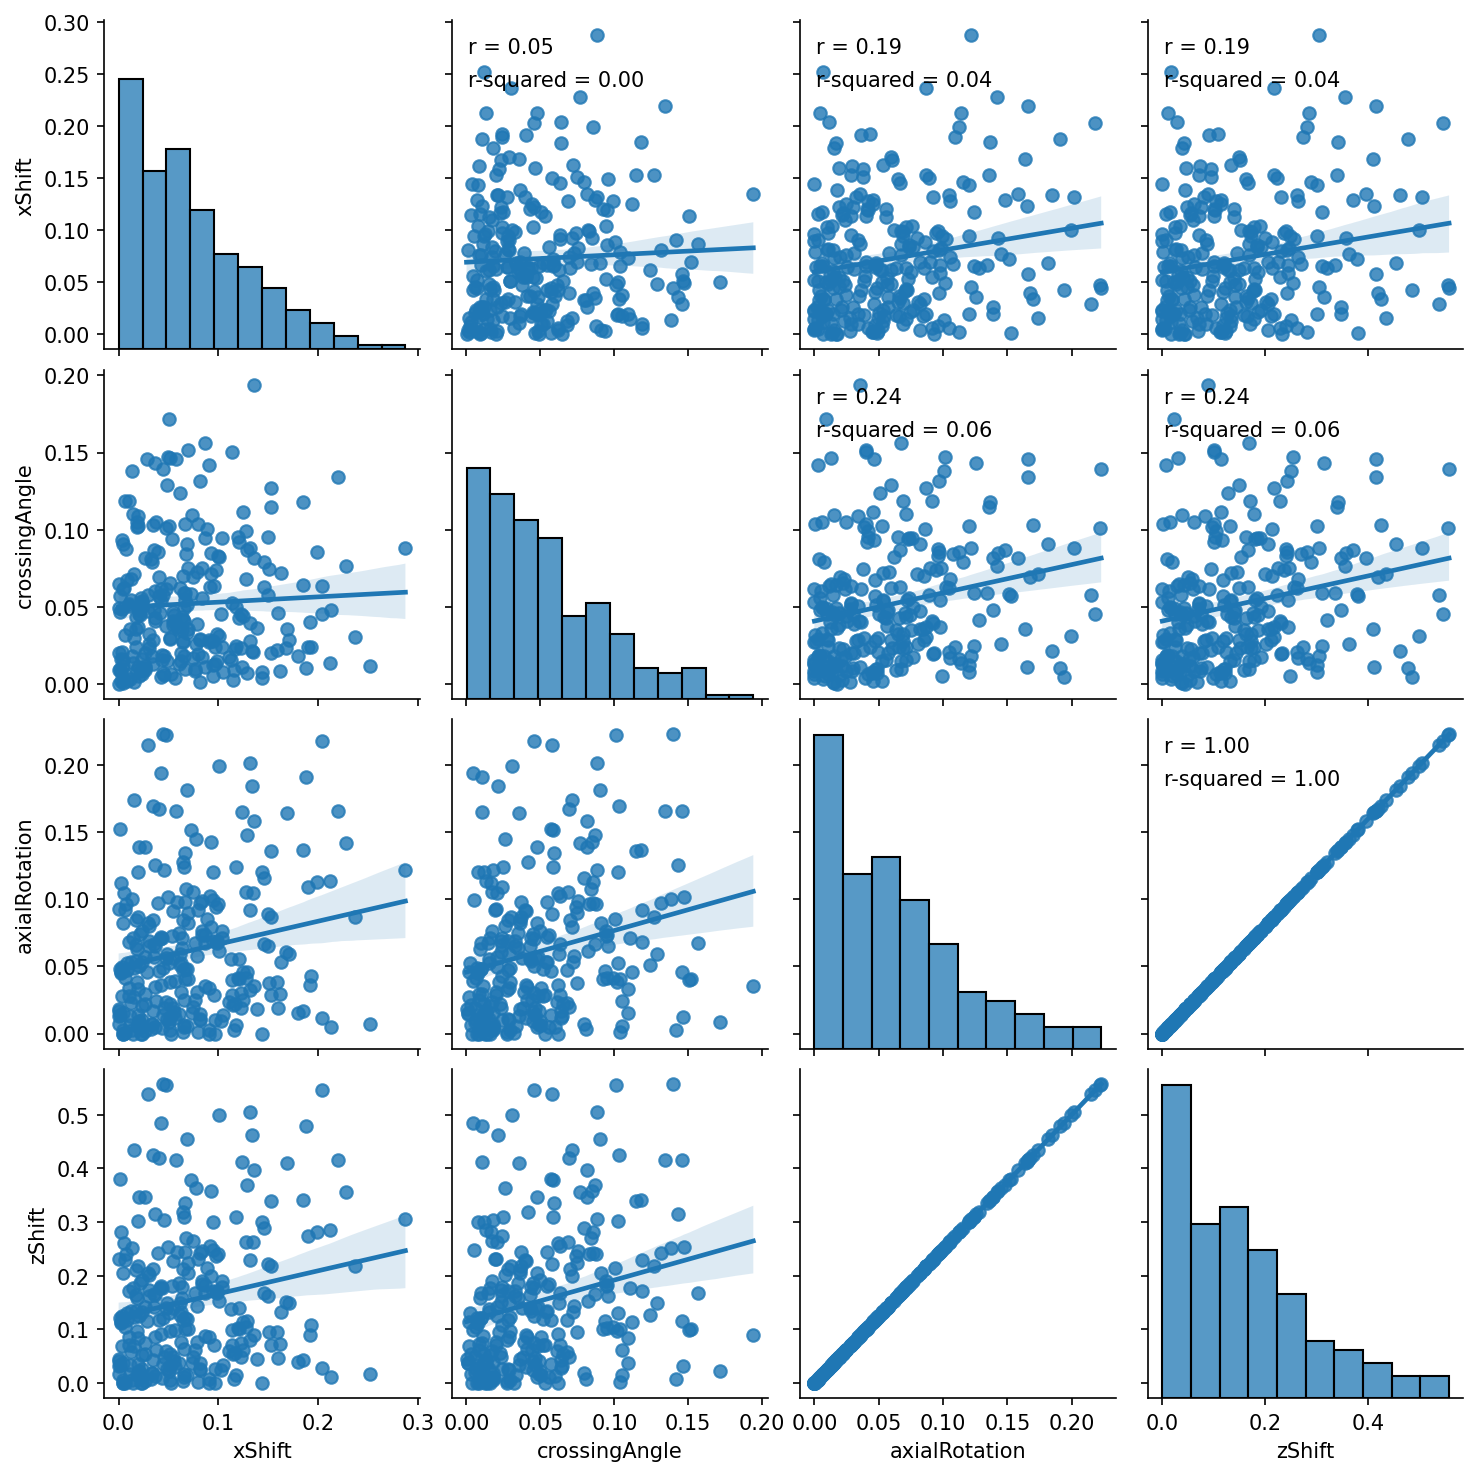 0.30
0.25
0.20
0.15
0.10
0.05
0.00
xShift
r = 0.05
r-squared = 0.00
r = 0.19
r-squared = 0.04
r = 0.19
r-squared = 0.04
0.20
0.15
0.10
0.05
0.00
crossingAngle
r = 0.24
r-squared = 0.06
r = 0.24
r-squared = 0.06
0.20
0.15
0.10
0.05
0.00
axialRotation
r = 1.00
r-squared = 1.00
0.5
0.4
0.3
0.2
0.1
0.0
zShift
0.0 0.1 0.2 0.3
xShift
0.00 0.05 0.10 0.15 0.20
crossingAngle
0.00 0.05 0.10 0.15 0.20
axialRotation
0.0 0.2 0.4
zShift